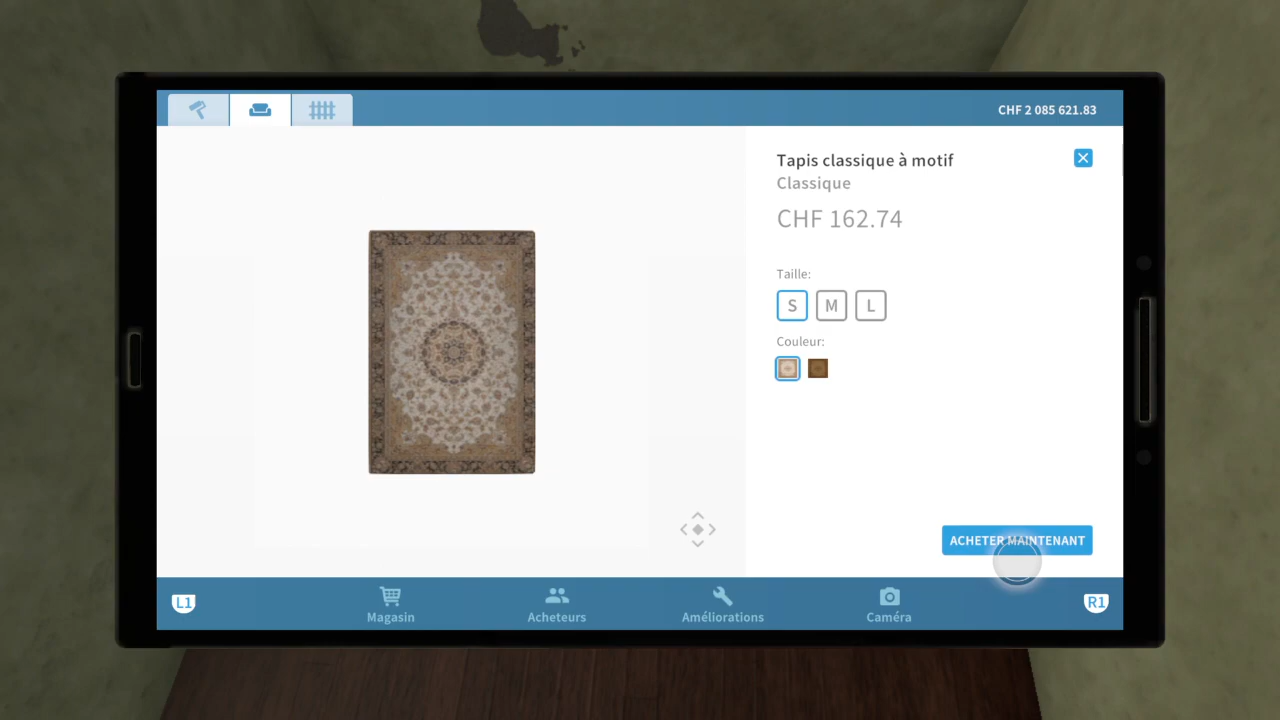 CHF 2 085 621.83
Tapis classique à motif
Classique
CHF 162.74
Taille:
S M L
Couleur:
ACHETER MAINTENANT
L1
Magasin
Acheteurs
Améliorations
Caméra
R1